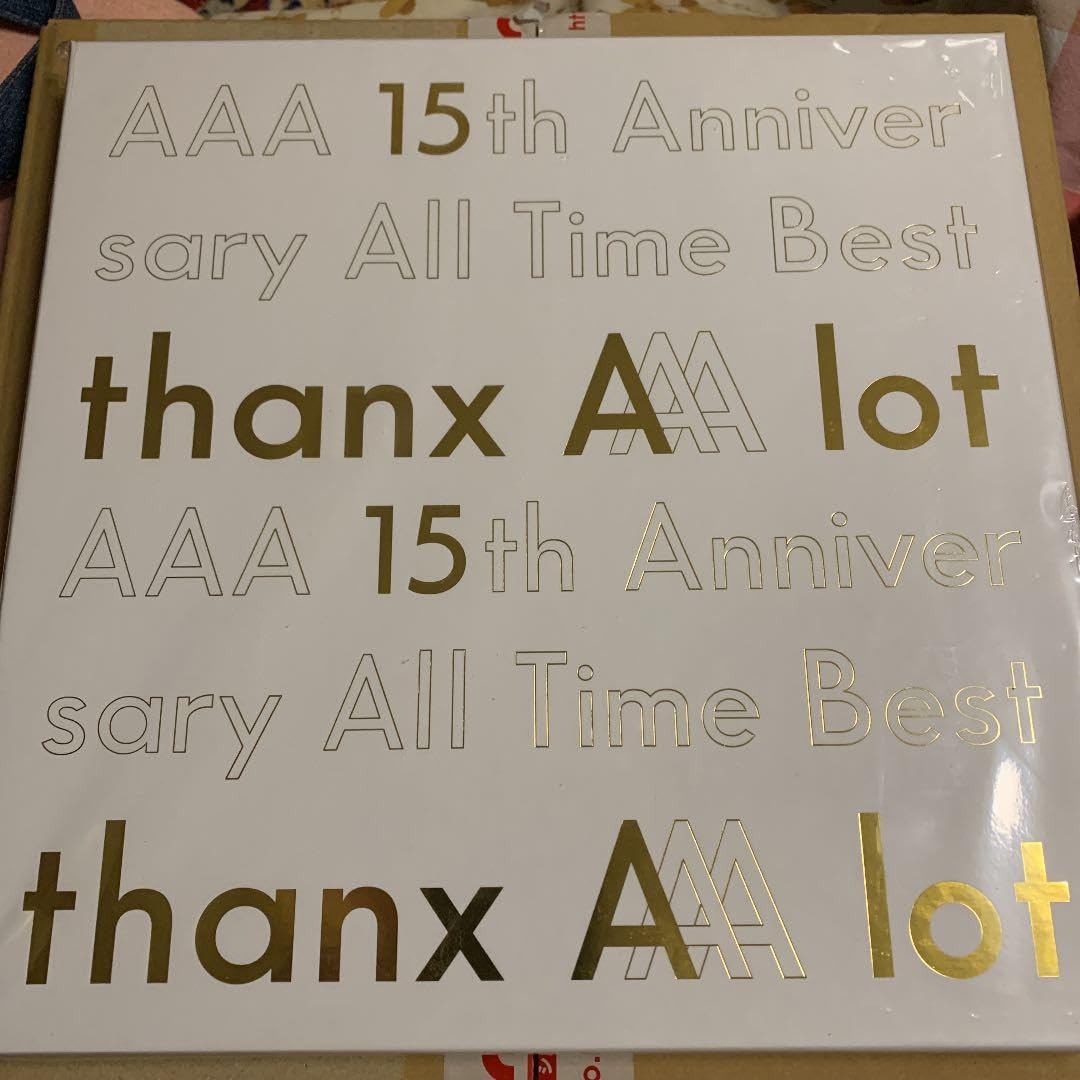 ht
AAA 15th Anniver
sary All Time Best
thanx AAA lot
AAA 15th Anniver
sary All Time Best
thanx AAA lot
o.